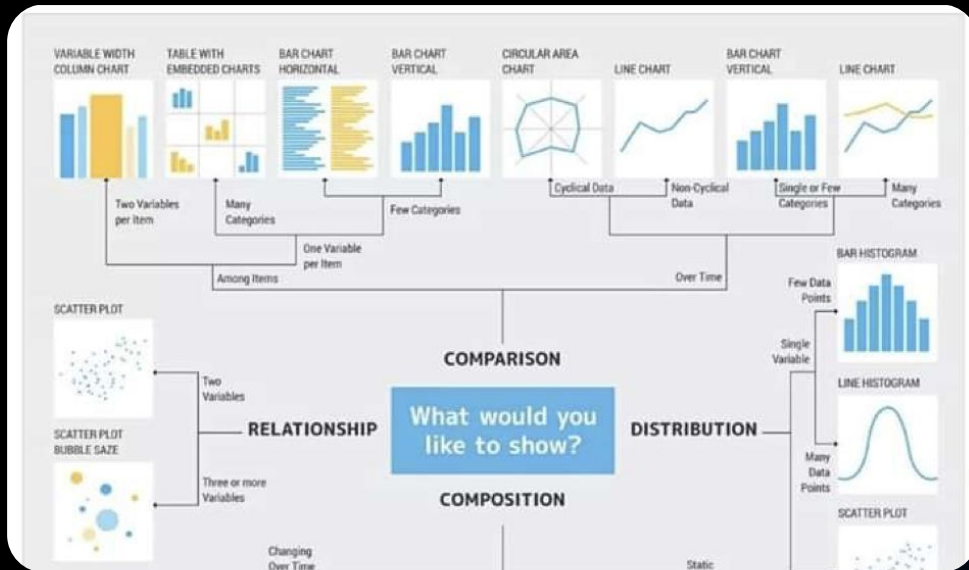 VARIABLE WIDTH
COLUMN CHART
TABLE WITH
EMBEDDED CHARTS
BAR CHART
HORIZONTAL
BAR CHART
VERTICAL
CIRCULAR AREA
CHART
LINE CHART
BAR CHART
VERTICAL
LINE CHART
Two Variables
per Item
Many
Categories
Few Categories
Cyclical Data
Non-Cyclical
Data
Single or Few
Categories
Many
Categories
One Variable
per Item
Among Items
Over Time
BAR HISTOGRAM
Few Data
Points
SCATTER PLOT
COMPARISON
Single
Variable
Two
Variables
LINE HISTOGRAM
What would you
like to show?
RELATIONSHIP
DISTRIBUTION
SCATTER PLOT
BUBBLE SAZE
Many
Data
Points
Three or more
Variables
COMPOSITION
SCATTER PLOT
Changing
Over Time
Static